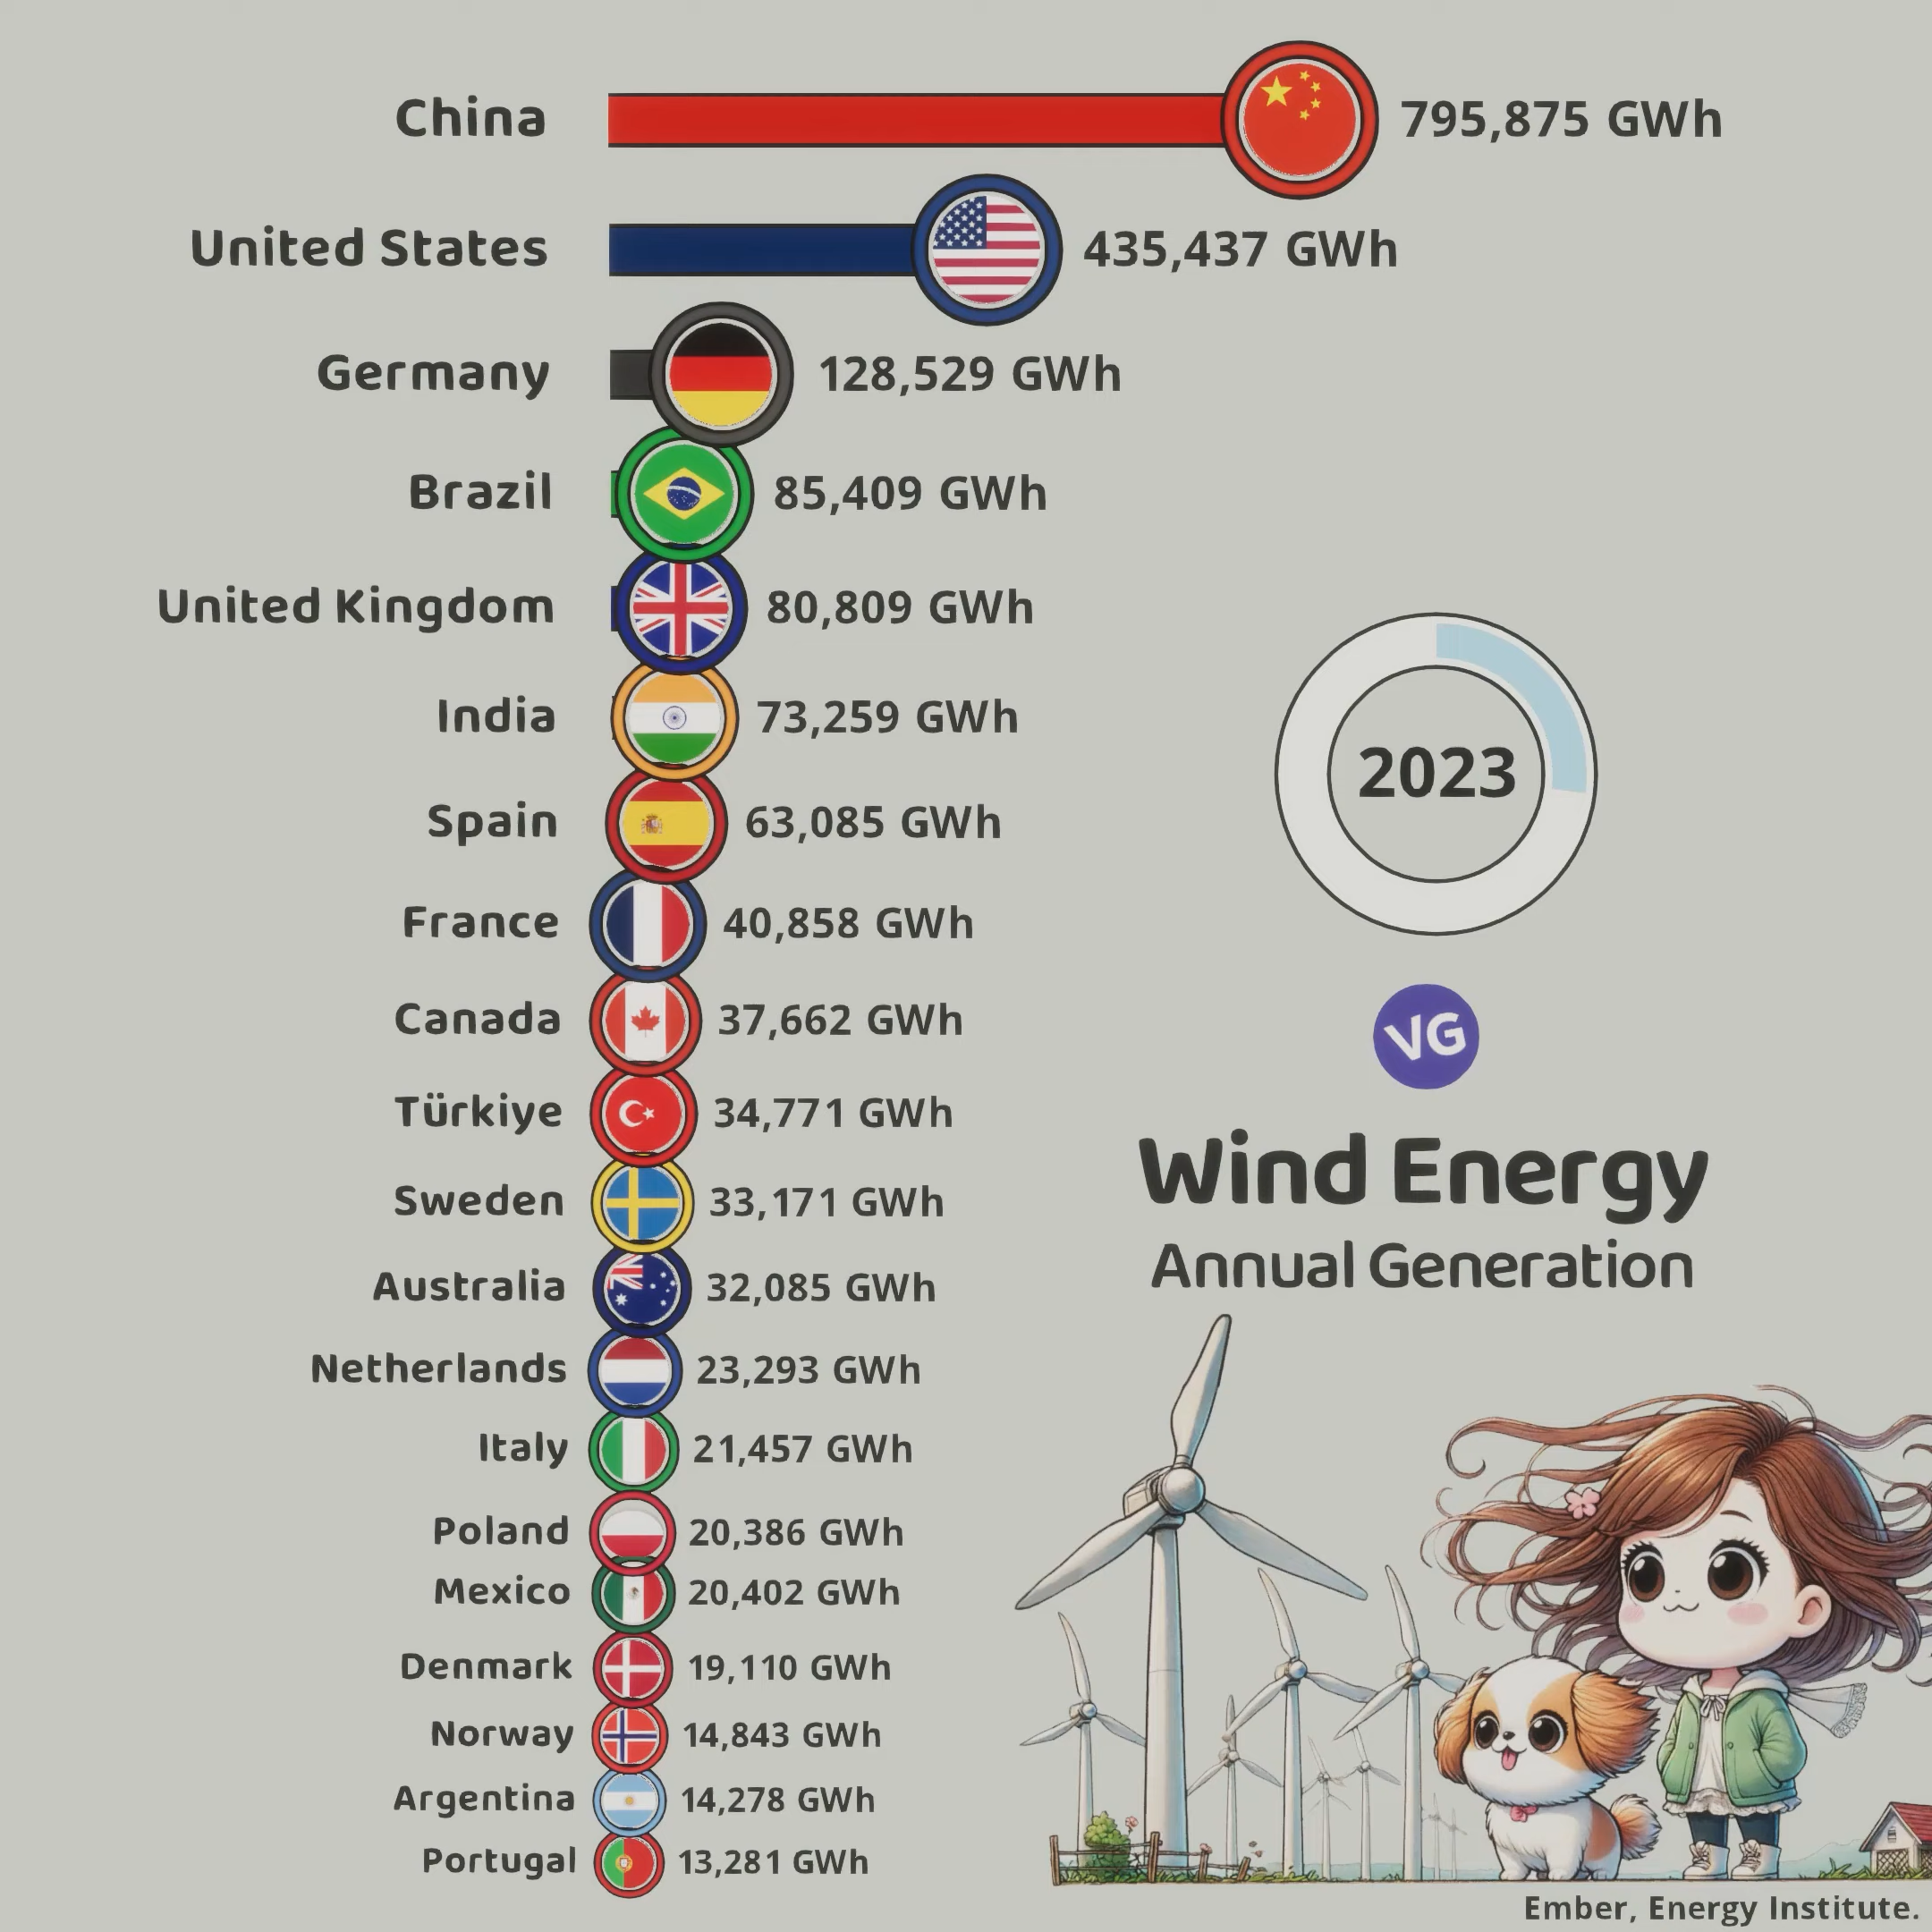 China 795,875 GWh
United States 435,437 GWh
Germany 128,529 GWh
Brazil 85,409 GWh
United Kingdom 80,809 GWh
India 73,259 GWh
Spain 63,085 GWh
France 40,858 GWh
Canada 37,662 GWh
Türkiye 34,771 GWh
Sweden 33,171 GWh
Australia 32,085 GWh
Netherlands 23,293 GWh
Italy 21,457 GWh
Poland 20,386 GWh
Mexico 20,402 GWh
Denmark 19,110 GWh
Norway 14,843 GWh
Argentina 14,278 GWh
Portugal 13,281 GWh
2023
VG
Wind Energy
Annual Generation
Ember, Energy Institute.